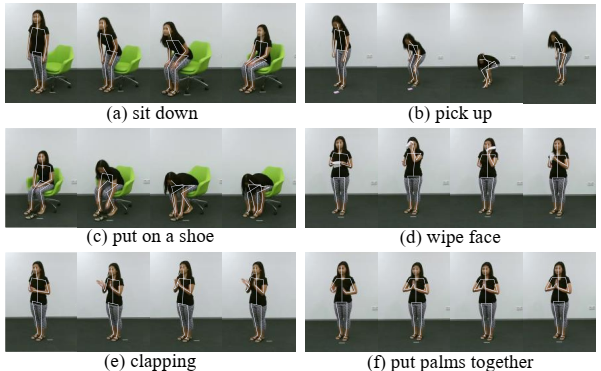 (a) sit down
(b) pick up
(c) put on a shoe
(d) wipe face
(e) clapping
(f) put palms together